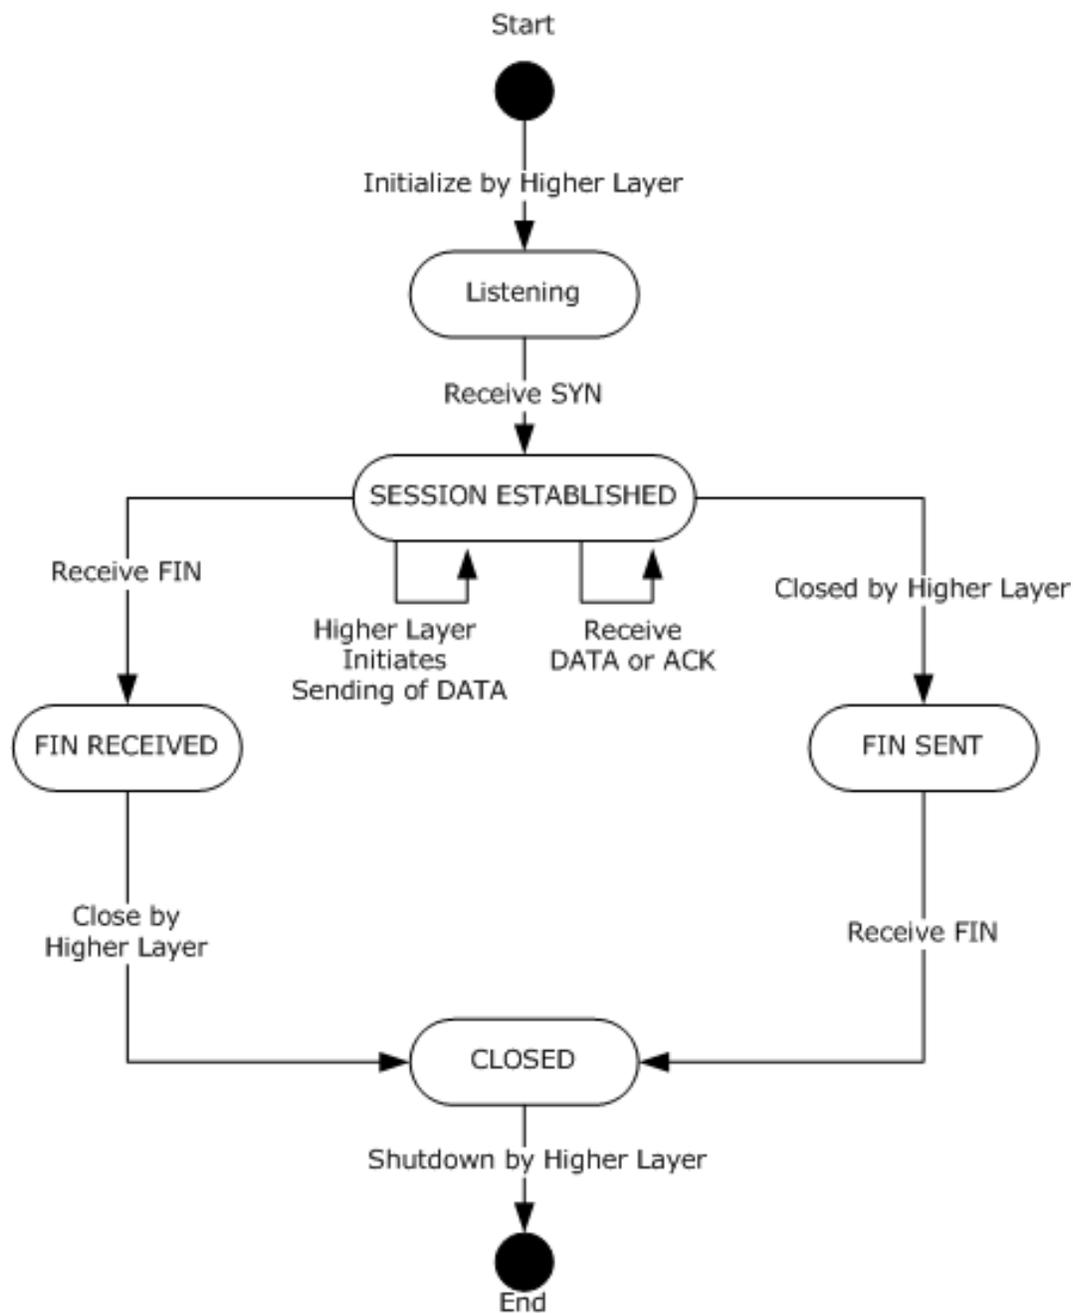 Start
Initialize by Higher Layer
Listening
Receive SYN
SESSION ESTABLISHED
Receive FIN
Closed by Higher Layer
Higher Layer
Initiates
Sending of DATA
Receive
DATA or ACK
FIN RECEIVED
FIN SENT
Close by
Higher Layer
Receive FIN
CLOSED
Shutdown by Higher Layer
End